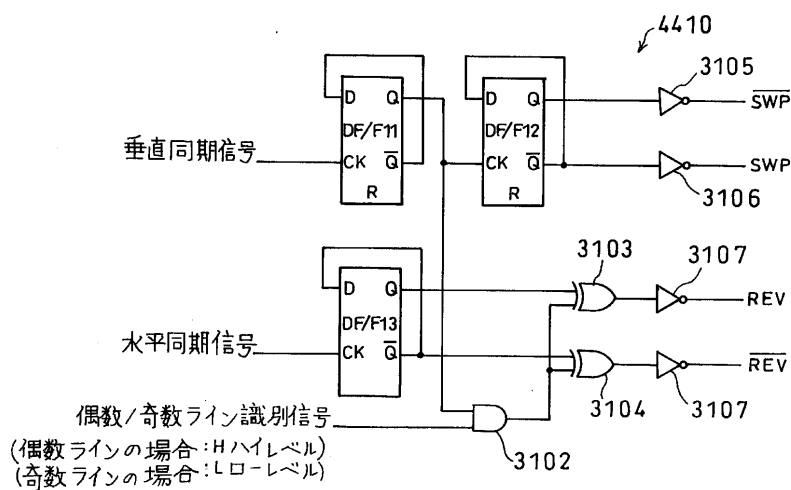 4410
3105
D Q
DF/F11
CK Q̅
R
D Q
DF/F12
CK Q̅
R
S̅W̅P̅
垂直同期信号
SWP
3106
3103
3107
D Q
DF/F13
CK Q̅
REV
水平同期信号
R̅E̅V̅
3104
3107
偶数/奇数ライン識別信号
(偶数ラインの場合:Hハイレベル)
(奇数ラインの場合:Lローレベル)
3102